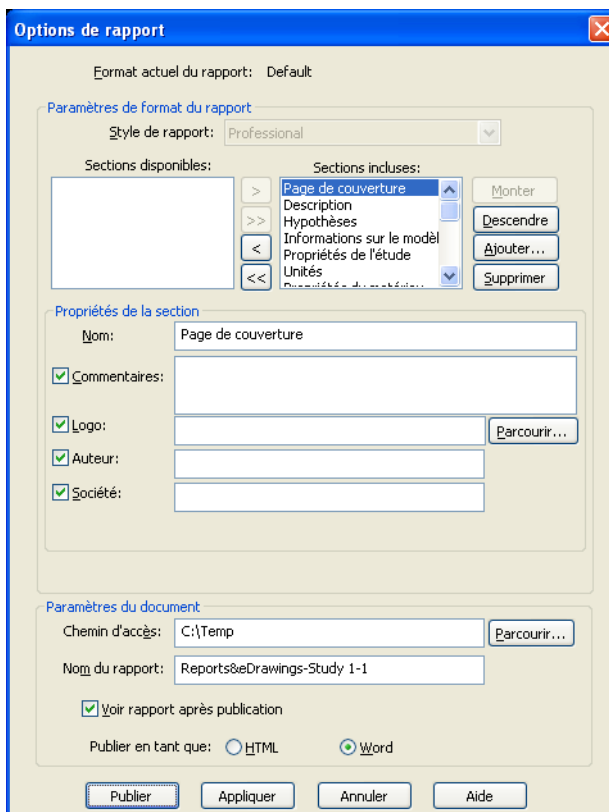 Options de rapport
Format actuel du rapport: Default
Paramètres de format du rapport
Style de rapport: Professional
Sections disponibles:
Sections incluses:
>
>>
<
<<
Page de couverture
Description
Hypothèses
Informations sur le modèl
Propriétés de l'étude
Unités
Propriétés du matériau
Monter
Descendre
Ajouter...
Supprimer
Propriétés de la section
Nom: Page de couverture
Commentaires:
Logo: Parcourir...
Auteur:
Société:
Paramètres du document
Chemin d'accès: C:\Temp Parcourir...
Nom du rapport: Reports&eDrawings-Study 1-1
Voir rapport après publication
Publier en tant que: HTML Word
Publier Appliquer Annuler Aide